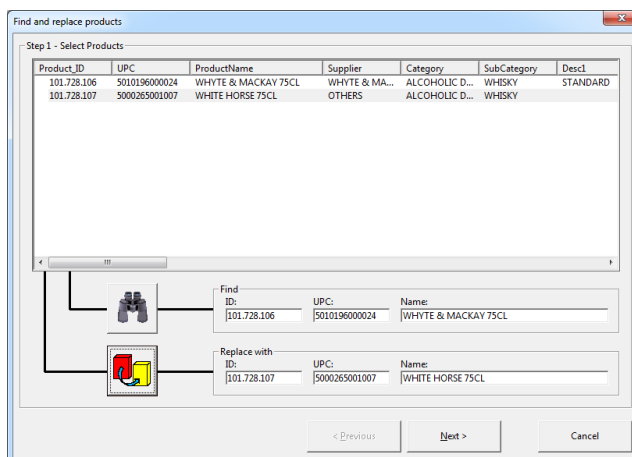 Find and replace products
Step 1 - Select Products
Product_ID UPC ProductName Supplier Category SubCategory Desc1
101.728.106 5010196000024 WHYTE & MACKAY 75CL WHYTE & MA... ALCOHOLIC D... WHISKY STANDARD
101.728.107 5000265001007 WHITE HORSE 75CL OTHERS ALCOHOLIC D... WHISKY
Find
ID: UPC: Name:
101.728.106 5010196000024 WHYTE & MACKAY 75CL
Replace with
ID: UPC: Name:
101.728.107 5000265001007 WHITE HORSE 75CL
< Previous Next > Cancel